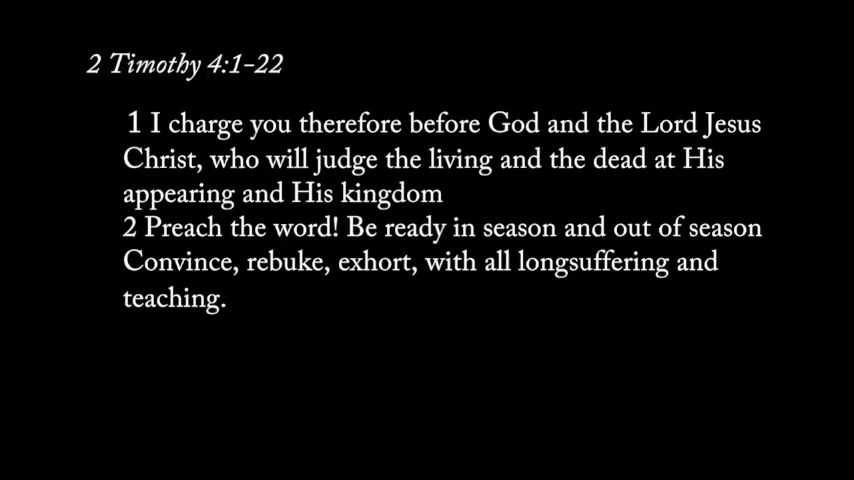 2 Timothy 4:1-22
1 I charge you therefore before God and the Lord Jesus
Christ, who will judge the living and the dead at His
appearing and His kingdom
2 Preach the word! Be ready in season and out of season
Convince, rebuke, exhort, with all longsuffering and
teaching.